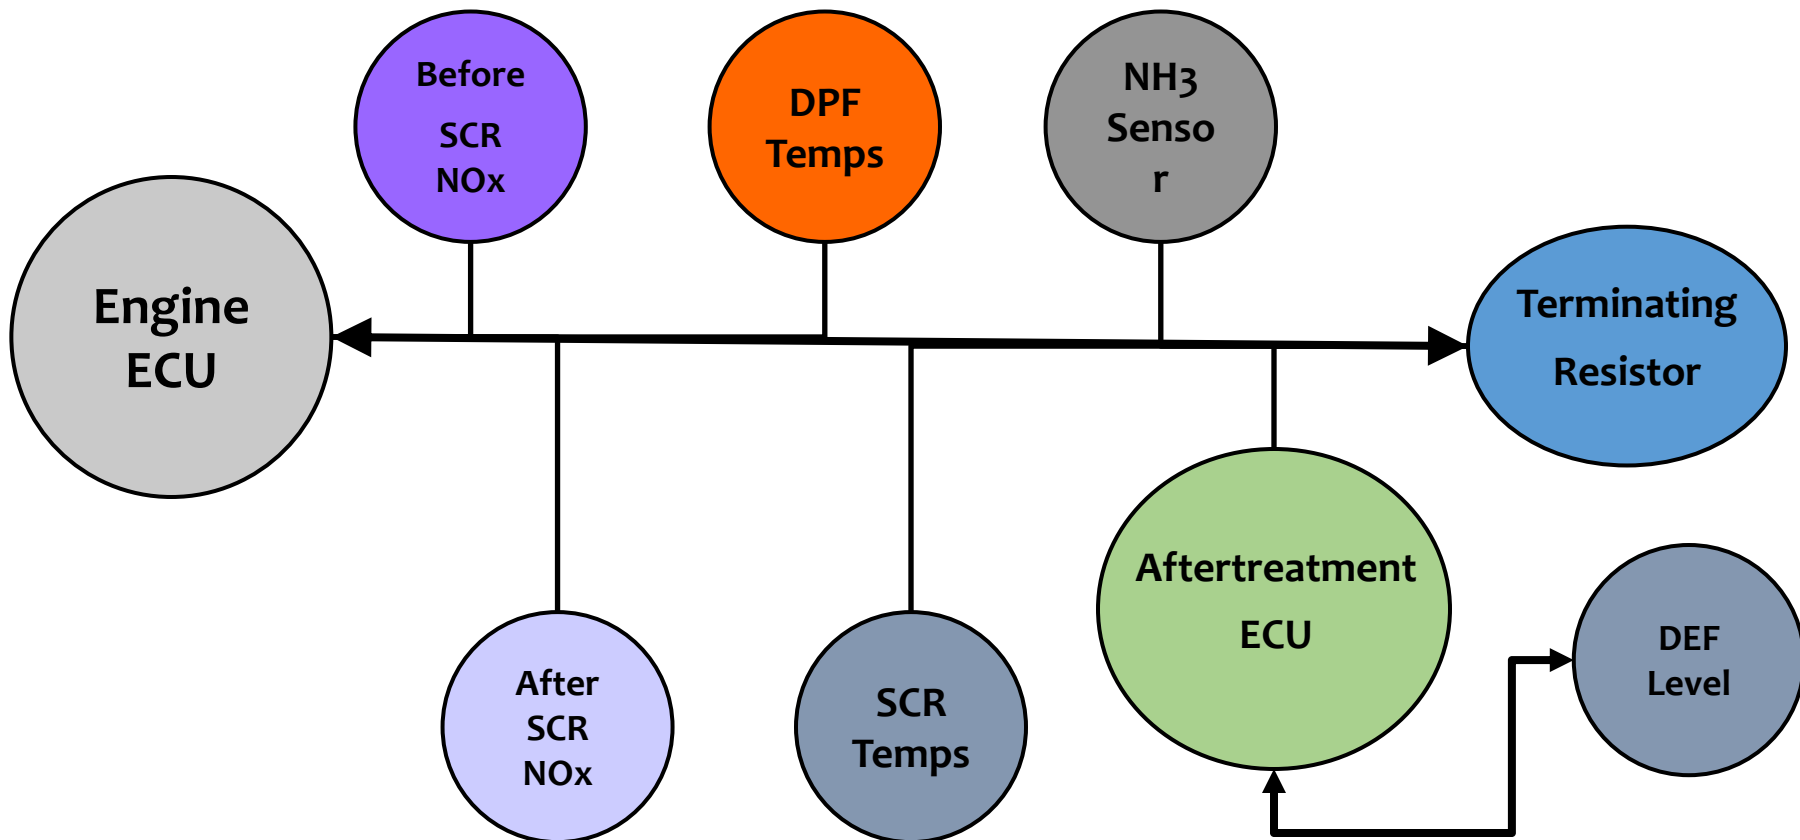 Before
SCR
NOx
DPF
Temps
NH3
Senso
r
Engine
ECU
Terminating
Resistor
Aftertreatment
ECU
DEF
Level
After
SCR
NOx
SCR
Temps